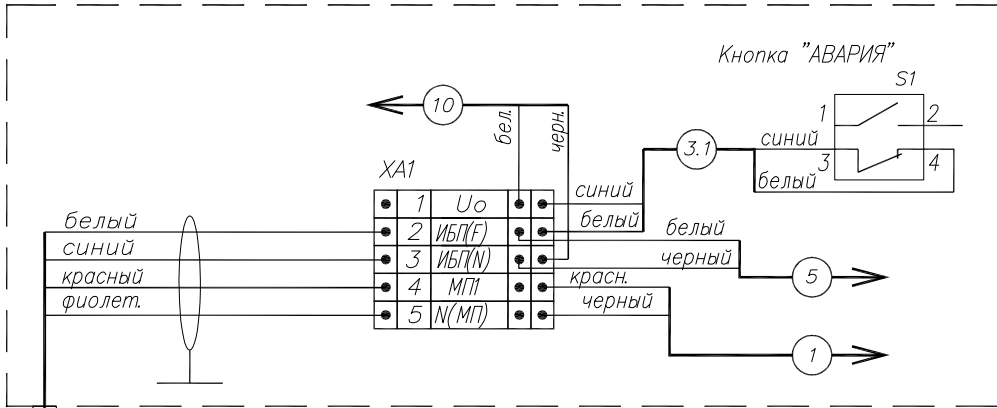 Кнопка "АВАРИЯ"
S1
10
1
2
бел.
черн.
3.1
синий
3
4
белый
XA1
синий
1
Uo
белый
белый
2
ИБП(F)
белый
синий
3
ИБП(N)
черный
красный
4
МП1
красн.
5
фиолет.
5
N(МП)
черный
1